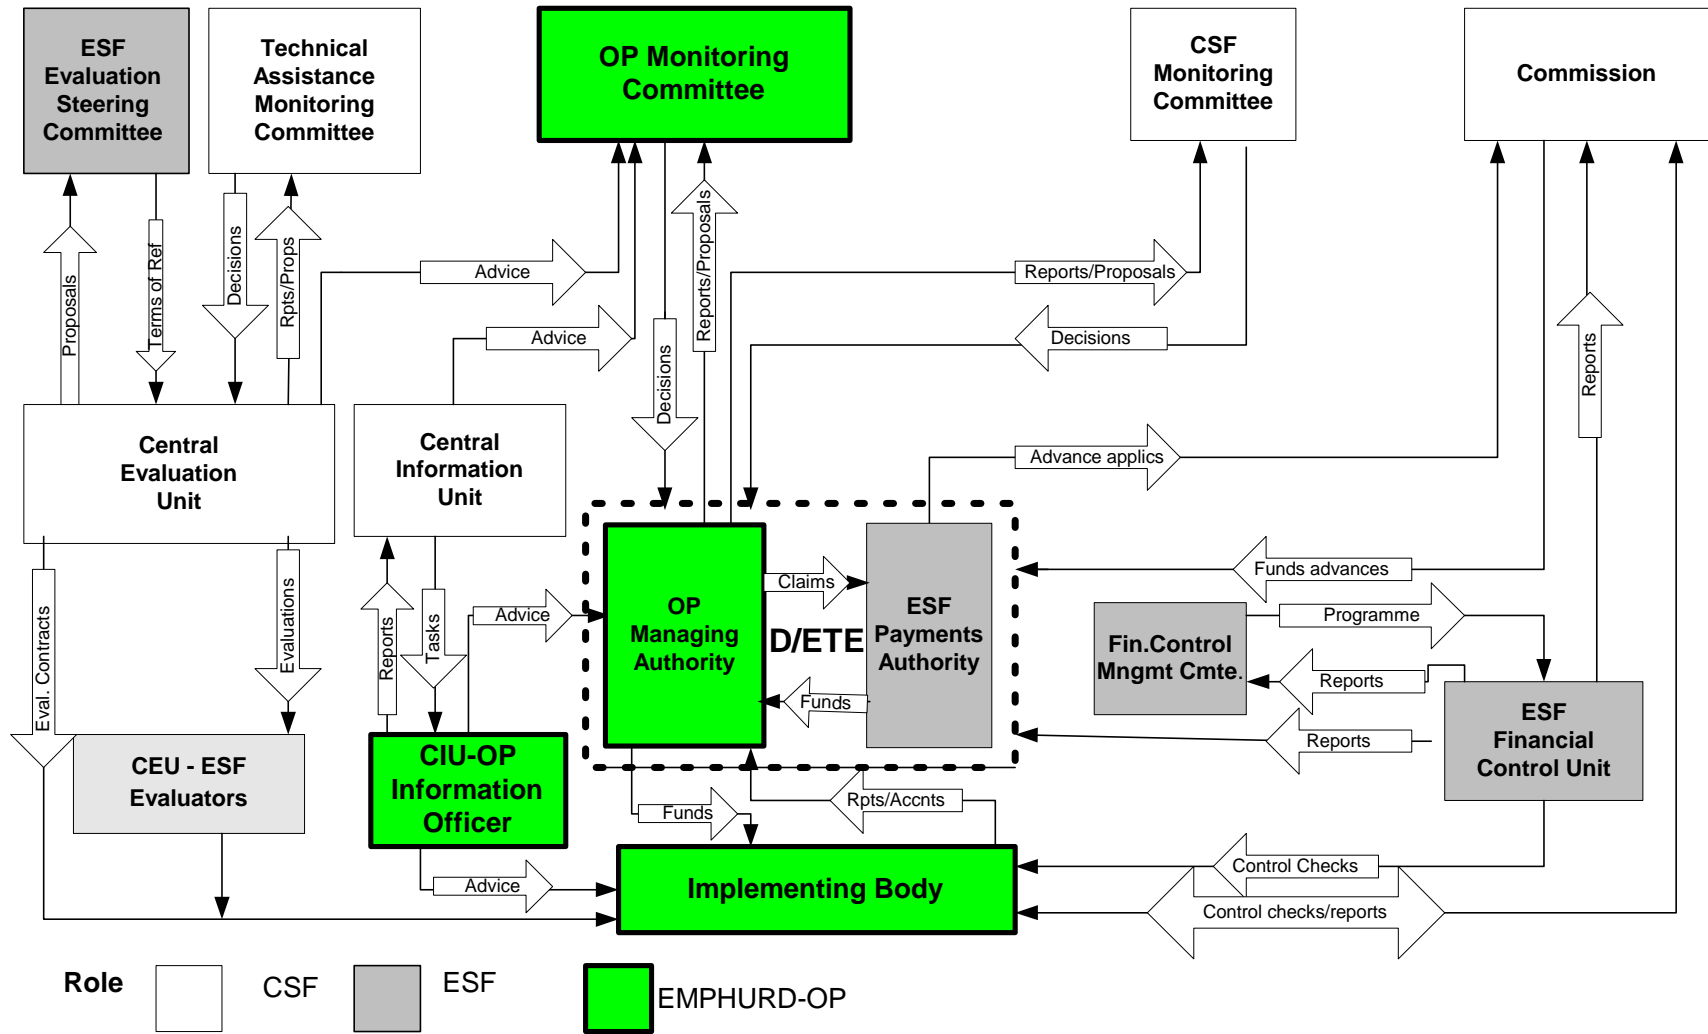 ESF
Evaluation
Steering
Committee
Technical
Assistance
Monitoring
Committee
OP Monitoring
Committee
CSF
Monitoring
Committee
Commission
Proposals
Terms of Ref
Decisions
Rpts/Props
Advice
Advice
Decisions
Reports/Proposals
Reports/Proposals
Decisions
Reports
Central
Evaluation
Unit
Central
Information
Unit
Advance applics
Eval. Contracts
Evaluations
Reports
Tasks
Advice
OP
Managing
Authority
Claims
D/ETE
Funds
ESF
Payments
Authority
Funds advances
Fin.Control
Mngmt Cmte.
Programme
Reports
Reports
ESF
Financial
Control Unit
CEU - ESF
Evaluators
CIU-OP
Information
Officer
Funds
Rpts/Accnts
Advice
Implementing Body
Control Checks
Control checks/reports
Role
CSF
ESF
EMPHURD-OP